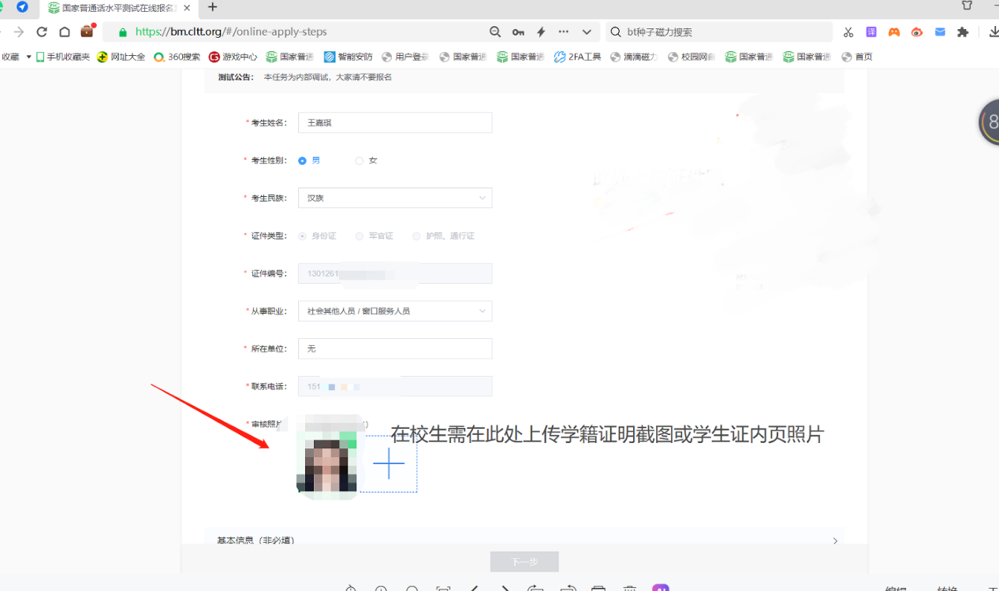 国家普通话水平测试在线报名
https://bm.cltt.org/#/online-apply-steps
bt种子磁力搜索
收藏 手机收藏夹 网址大全 360搜索 游戏中心 国家普通 智能安防 用户登录 国家普通 国家普通 2FA工具 滴滴磁力 校园网自 国家普通 国家普通 首页
测试公告： 本任务为内部调试，大家请不要报名
* 考生姓名： 王嘉琪
* 考生性别： 男 女
* 考生民族： 汉族
* 证件类型： 身份证 军官证 护照、通行证
* 证件编号： 1301261
* 从事职业： 社会其他人员 / 窗口服务人员
* 所在单位： 无
* 联系电话： 151
* 审核照片
在校生需在此处上传学籍证明截图或学生证内页照片
基本信息（非必填）
下一步